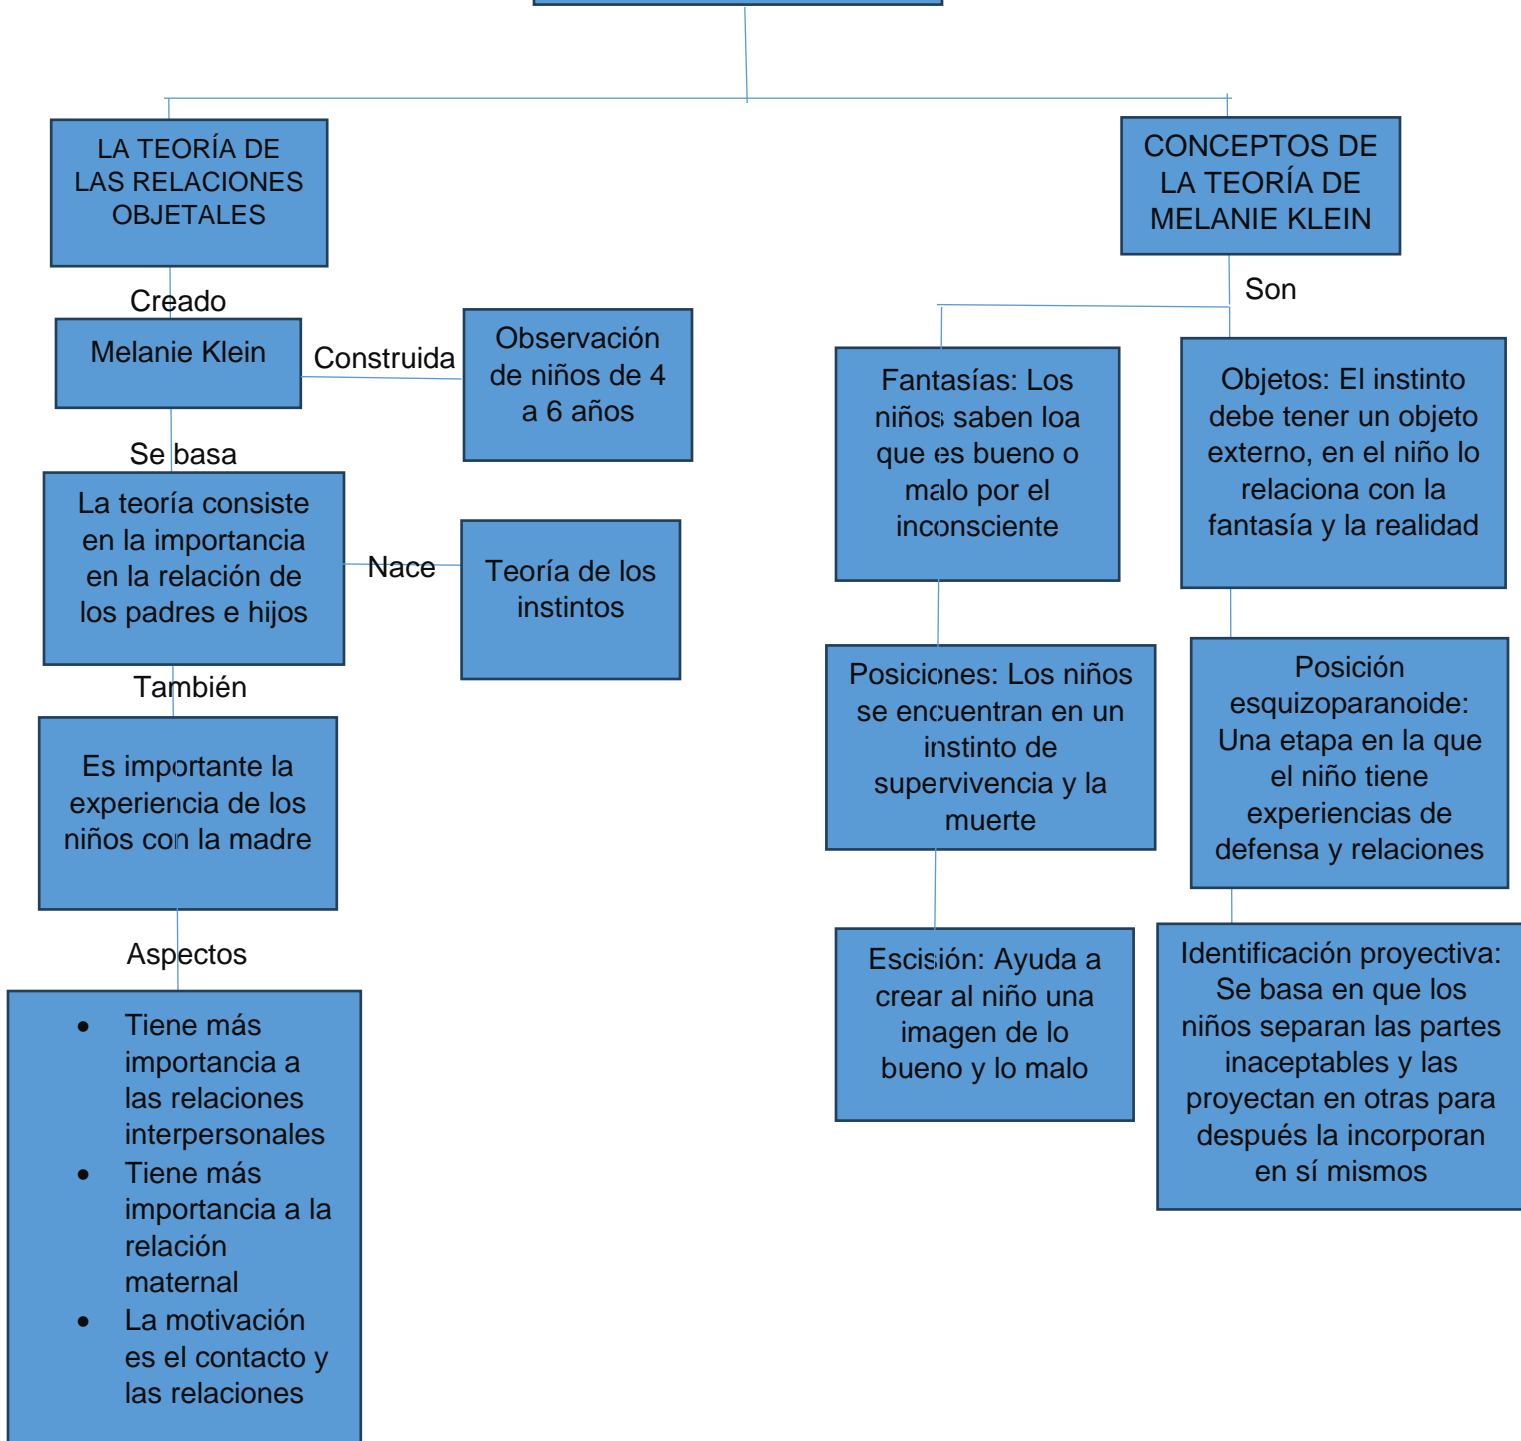 LA TEORÍA DE
LAS RELACIONES
OBJETALES
Creado
Melanie Klein
Construida
Observación
de niños de 4
a 6 años
Se basa
La teoría consiste
en la importancia
en la relación de
los padres e hijos
Nace
Teoría de los
instintos
También
Es importante la
experiencia de los
niños con la madre
Aspectos
• Tiene más
importancia a
las relaciones
interpersonales
• Tiene más
importancia a la
relación
maternal
• La motivación
es el contacto y
las relaciones
CONCEPTOS DE
LA TEORÍA DE
MELANIE KLEIN
Son
Fantasías: Los
niños saben loa
que es bueno o
malo por el
inconsciente
Objetos: El instinto
debe tener un objeto
externo, en el niño lo
relaciona con la
fantasía y la realidad
Posiciones: Los niños
se encuentran en un
instinto de
supervivencia y la
muerte
Posición
esquizoparanoide:
Una etapa en la que
el niño tiene
experiencias de
defensa y relaciones
Escisión: Ayuda a
crear al niño una
imagen de lo
bueno y lo malo
Identificación proyectiva:
Se basa en que los
niños separan las partes
inaceptables y las
proyectan en otras para
después la incorporan
en sí mismos